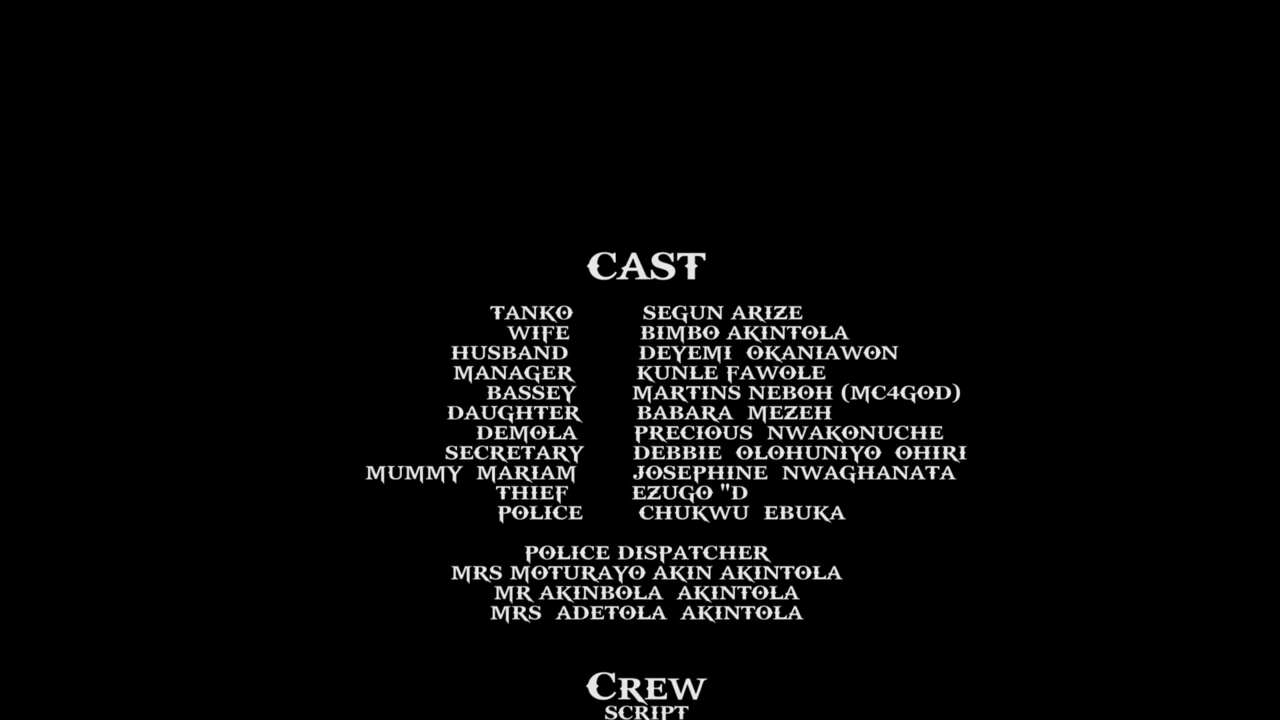 CAST
TANKO SEGUN ARIZE
WIFE BIMBO AKINTOLA
HUSBAND DEYEMI OKANIAWON
MANAGER KUNLE FAWOLE
BASSEY MARTINS NEBOH (MC4GOD)
DAUGHTER BABARA MEZEH
DEMOLA PRECIOUS NWAKONUCHE
SECRETARY DEBBIE OLOHUNIYO OHIRI
MUMMY MARIAM JOSEPHINE NWAGHANATA
THIEF EZUGO "D
POLICE CHUKWU EBUKA
POLICE DISPATCHER
MRS MOTURAYO AKIN AKINTOLA
MR AKINBOLA AKINTOLA
MRS ADETOLA AKINTOLA
CREW
SCRIPT